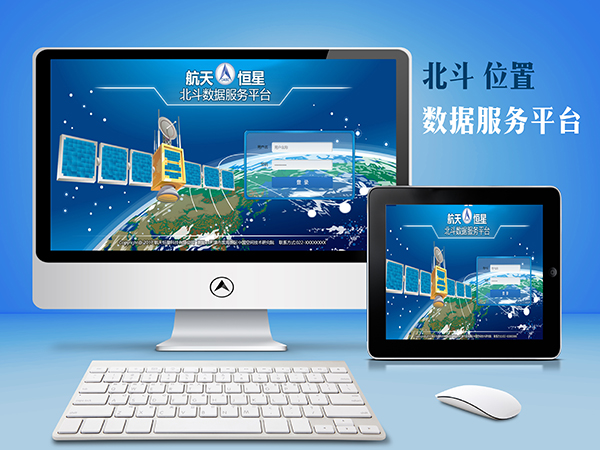 北斗 位置
数据服务平台
航天 恒星
北斗数据服务平台
登 录
航天 恒星
北斗数据服务平台